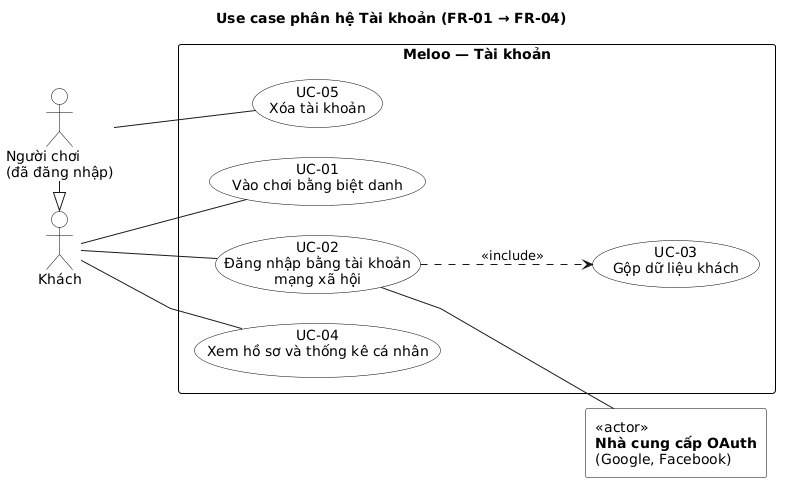 Use case phân hệ Tài khoản (FR-01 → FR-04)
Meloo — Tài khoản
UC-05
Xóa tài khoản
Người chơi
(đã đăng nhập)
UC-01
Vào chơi bằng biệt danh
UC-02
Đăng nhập bằng tài khoản
mạng xã hội
«include»
UC-03
Gộp dữ liệu khách
Khách
UC-04
Xem hồ sơ và thống kê cá nhân
«actor»
Nhà cung cấp OAuth
(Google, Facebook)